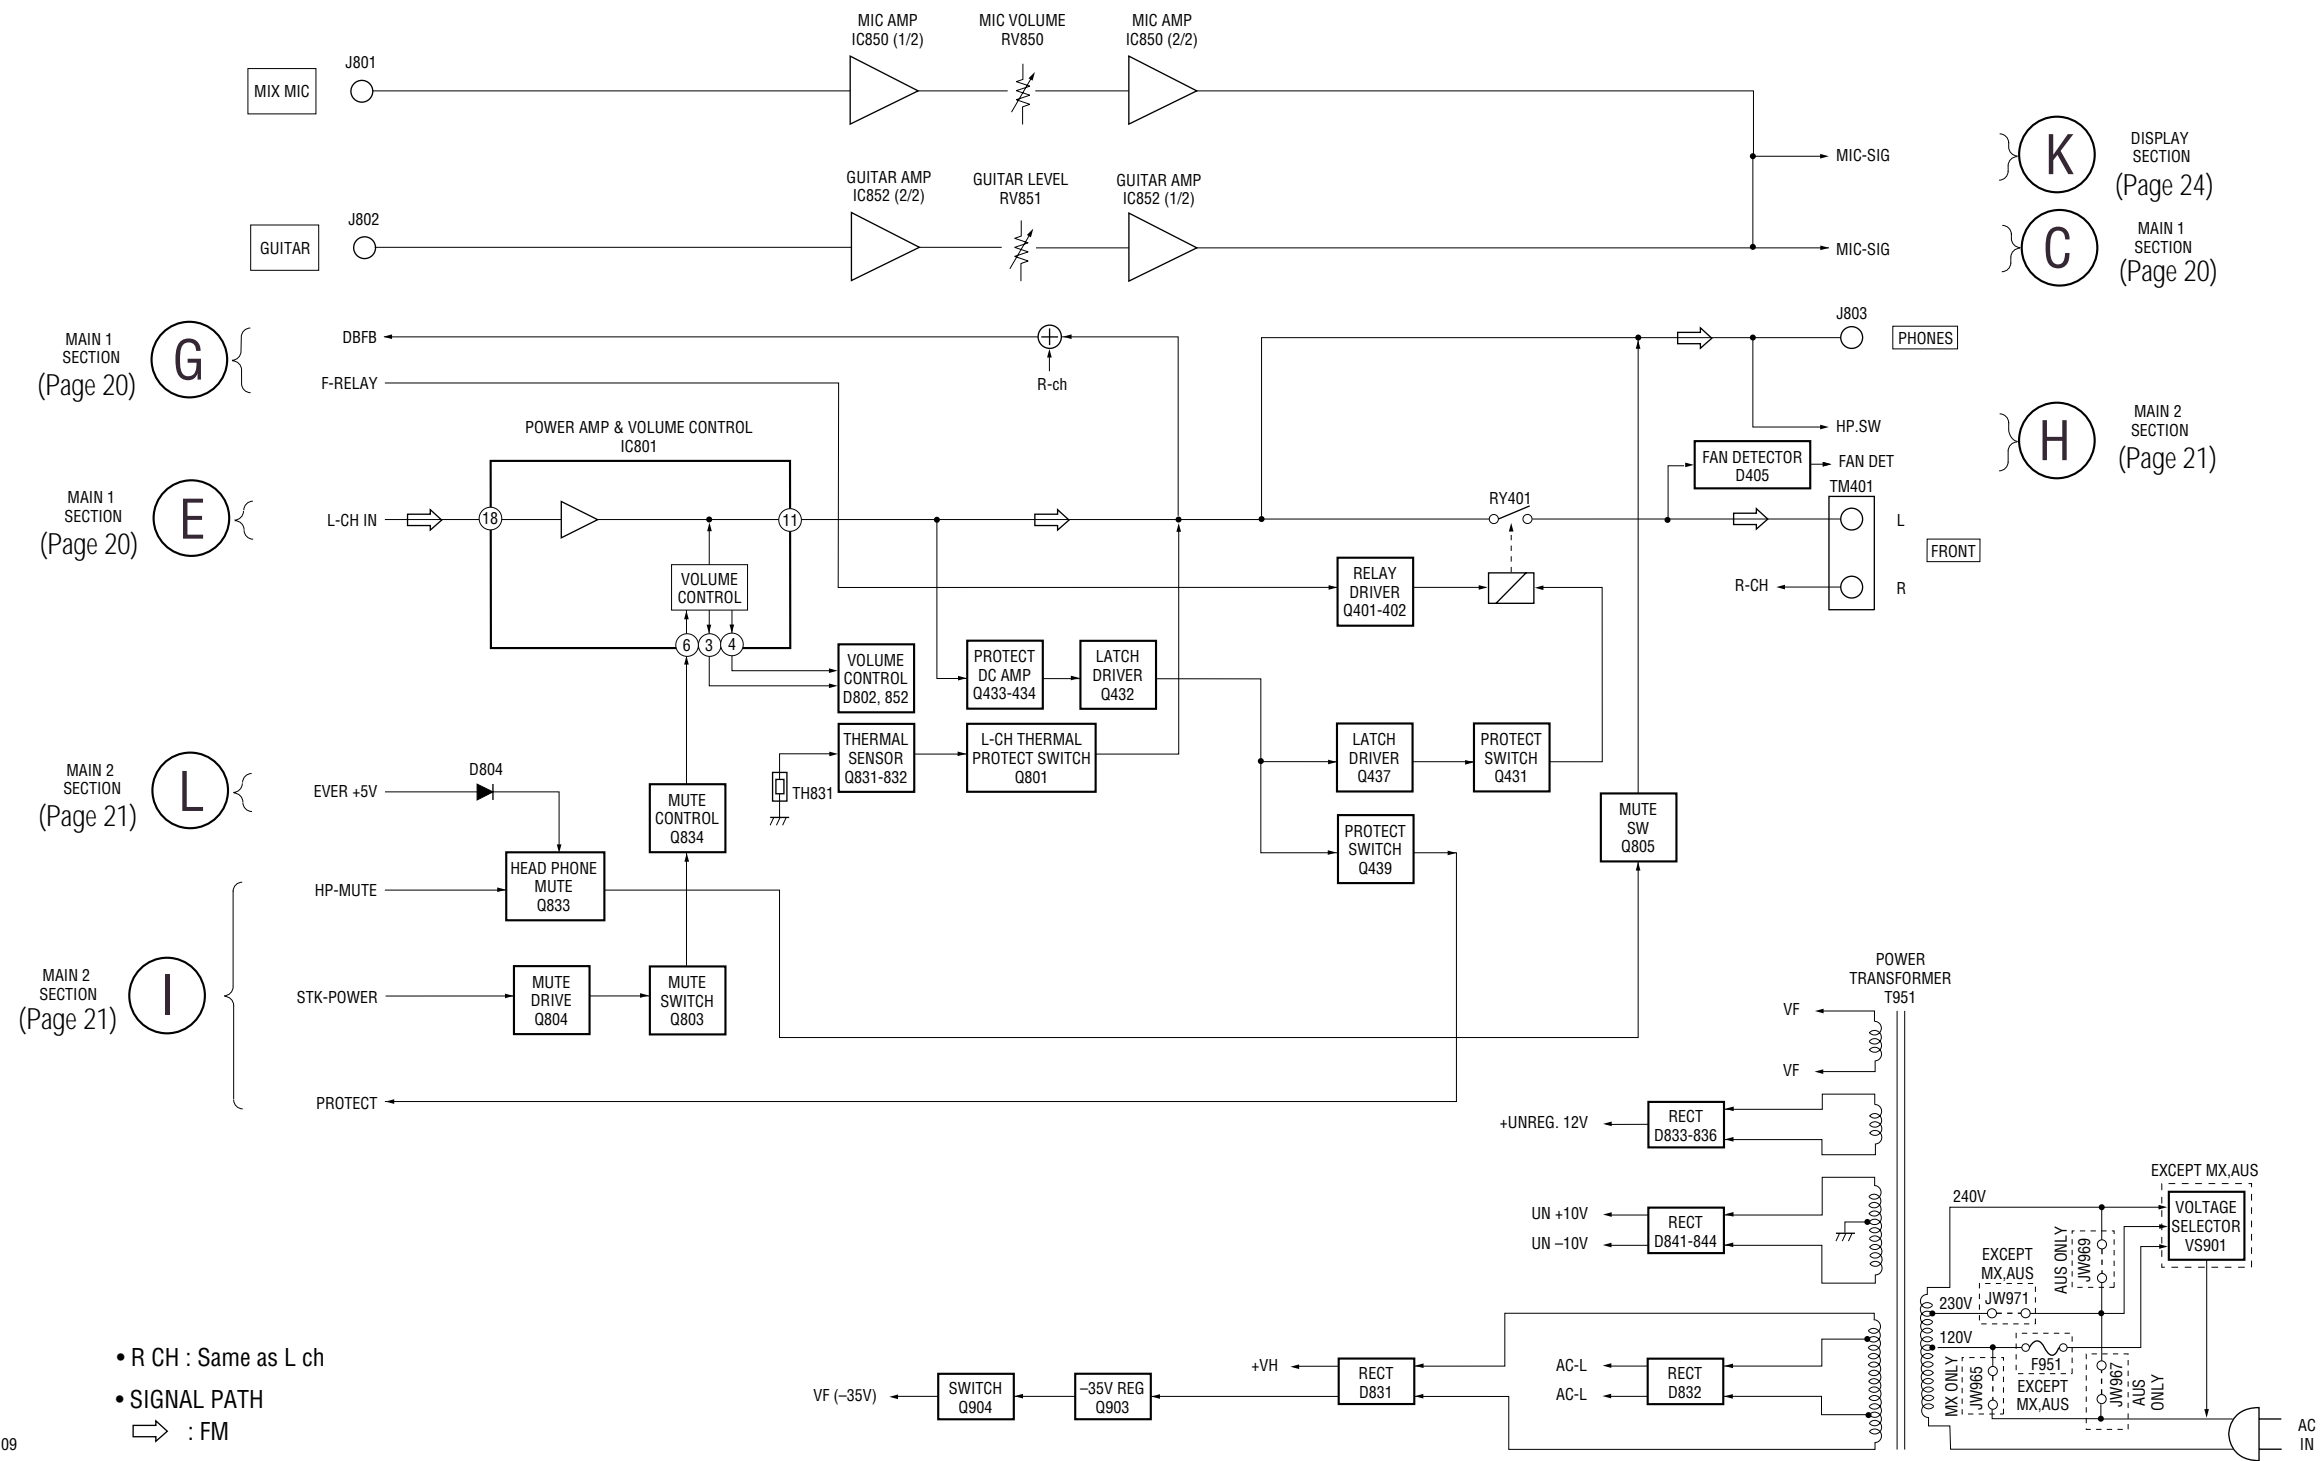 MIC AMP
IC850 (1/2)
MIC VOLUME
RV850
MIC AMP
IC850 (2/2)
MIX MIC
J801
MIC-SIG
K
DISPLAY
SECTION
(Page 24)
GUITAR AMP
IC852 (2/2)
GUITAR LEVEL
RV851
GUITAR AMP
IC852 (1/2)
GUITAR
J802
MIC-SIG
C
MAIN 1
SECTION
(Page 20)
MAIN 1
SECTION
(Page 20)
G
DBFB
F-RELAY
R-ch
J803
PHONES
HP.SW
FAN DETECTOR
D405
FAN DET
H
MAIN 2
SECTION
(Page 21)
POWER AMP & VOLUME CONTROL
IC801
MAIN 1
SECTION
(Page 20)
E
L-CH IN
18
11
VOLUME
CONTROL
6
3
4
RY401
TM401
L
R
FRONT
R-CH
RELAY
DRIVER
Q401-402
VOLUME
CONTROL
D802, 852
PROTECT
DC AMP
Q433-434
LATCH
DRIVER
Q432
THERMAL
SENSOR
Q831-832
L-CH THERMAL
PROTECT SWITCH
Q801
LATCH
DRIVER
Q437
PROTECT
SWITCH
Q431
TH831
MAIN 2
SECTION
(Page 21)
L
EVER +5V
D804
MUTE
CONTROL
Q834
MUTE
SW
Q805
PROTECT
SWITCH
Q439
HP-MUTE
HEAD PHONE
MUTE
Q833
MAIN 2
SECTION
(Page 21)
I
STK-POWER
MUTE
DRIVE
Q804
MUTE
SWITCH
Q803
PROTECT
POWER
TRANSFORMER
T951
VF
VF
+UNREG. 12V
RECT
D833-836
UN +10V
UN –10V
RECT
D841-844
EXCEPT MX,AUS
VOLTAGE
SELECTOR
VS901
240V
AUS ONLY
JW969
EXCEPT
MX,AUS
JW971
230V
120V
F951
EXCEPT
MX,AUS
MX ONLY
JW965
JW967
AUS
ONLY
AC
IN
+VH
RECT
D831
AC-L
AC-L
RECT
D832
VF (–35V)
SWITCH
Q904
–35V REG
Q903
• R CH : Same as L ch
• SIGNAL PATH
: FM
09